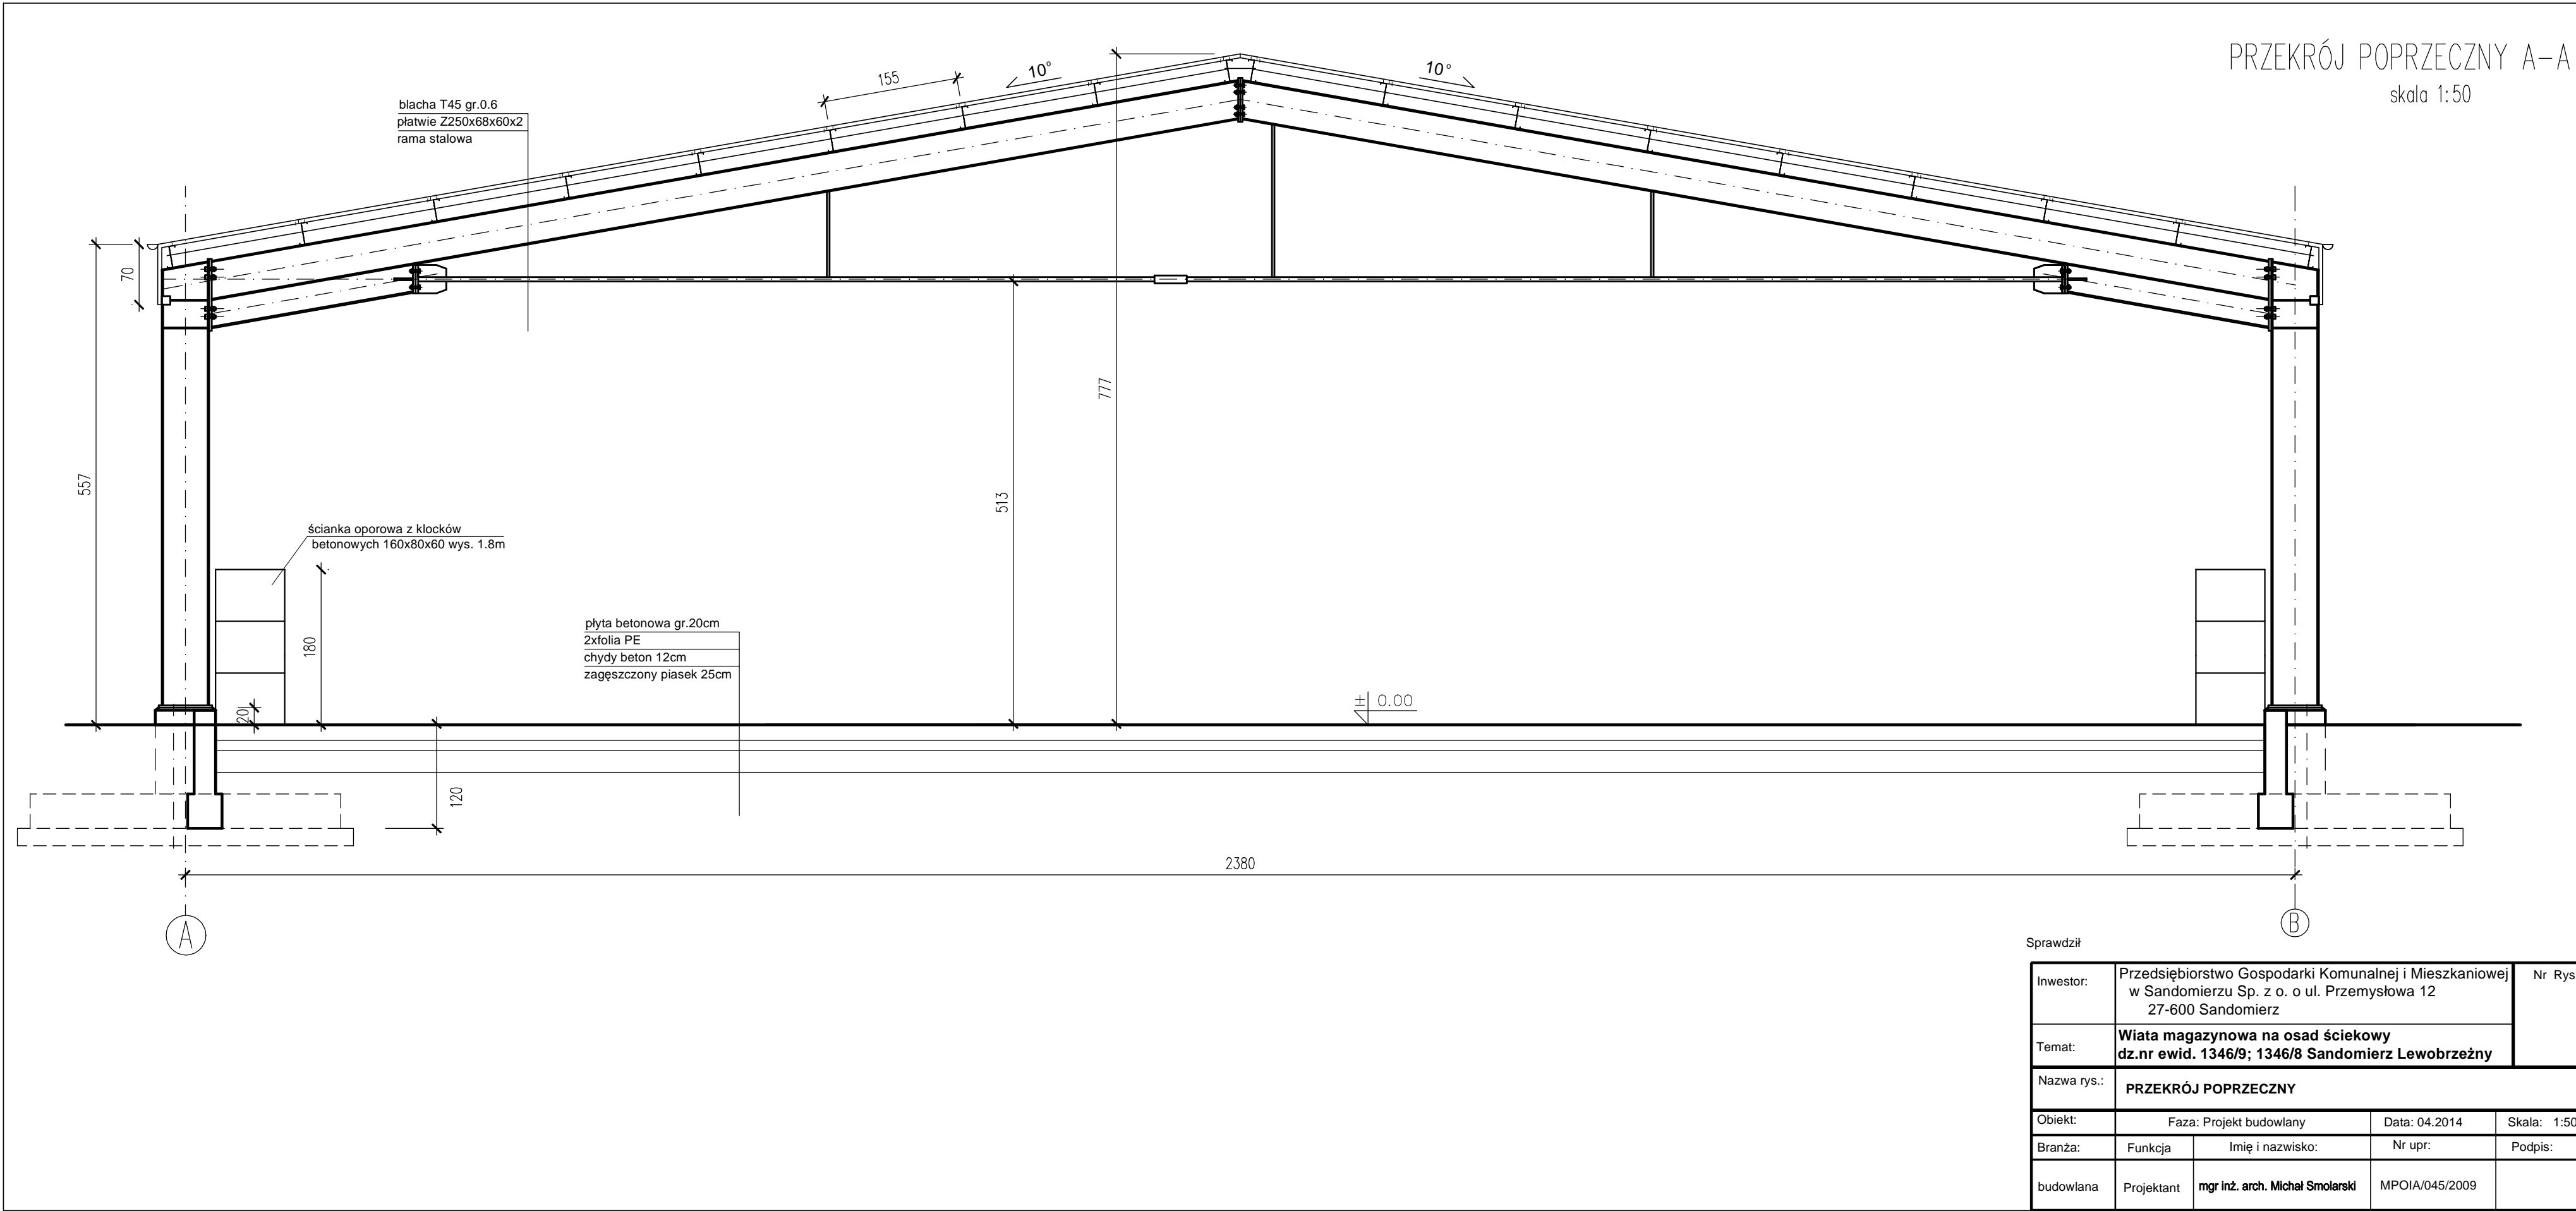 PRZEKRÓJ POPRZECZNY A-A
skala 1:50
155
10°
10°
blacha T45 gr.0.6
płatwie Z250x68x60x2
rama stalowa
70
777
557
513
ścianka oporowa z klocków
betonowych 160x80x60 wys. 1.8m
180
20
płyta betonowa gr.20cm
2xfolia PE
chydy beton 12cm
zagęszczony piasek 25cm
± 0.00
120
2380
A
B
Sprawdził
Inwestor:
Przedsiębiorstwo Gospodarki Komunalnej i Mieszkaniowej
w Sandomierzu Sp. z o. o ul. Przemysłowa 12
27-600 Sandomierz
Nr Rys
Temat:
Wiata magazynowa na osad ściekowy
dz.nr ewid. 1346/9; 1346/8 Sandomierz Lewobrzeżny
Nazwa rys.:
PRZEKRÓJ POPRZECZNY
Obiekt:
Faza: Projekt budowlany
Data: 04.2014
Skala: 1:50
Branża:
Funkcja
Imię i nazwisko:
Nr upr:
Podpis:
budowlana
Projektant
mgr inż. arch. Michał Smolarski
MPOIA/045/2009